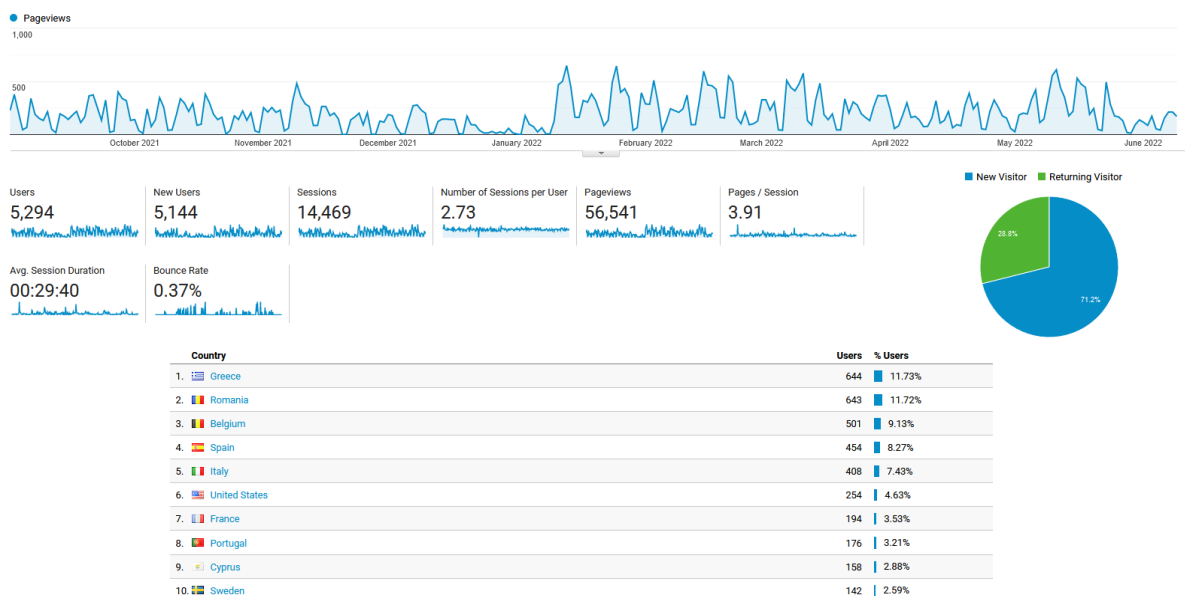 Pageviews
1,000
500
October 2021 November 2021 December 2021 January 2022 February 2022 March 2022 April 2022 May 2022 June 2022
New Visitor Returning Visitor
Users New Users Sessions Number of Sessions per User Pageviews Pages / Session
5,294 5,144 14,469 2.73 56,541 3.91
28.8%
71.2%
Avg. Session Duration Bounce Rate
00:29:40 0.37%
Country Users % Users
1. Greece 644 11.73%
2. Romania 643 11.72%
3. Belgium 501 9.13%
4. Spain 454 8.27%
5. Italy 408 7.43%
6. United States 254 4.63%
7. France 194 3.53%
8. Portugal 176 3.21%
9. Cyprus 158 2.88%
10. Sweden 142 2.59%